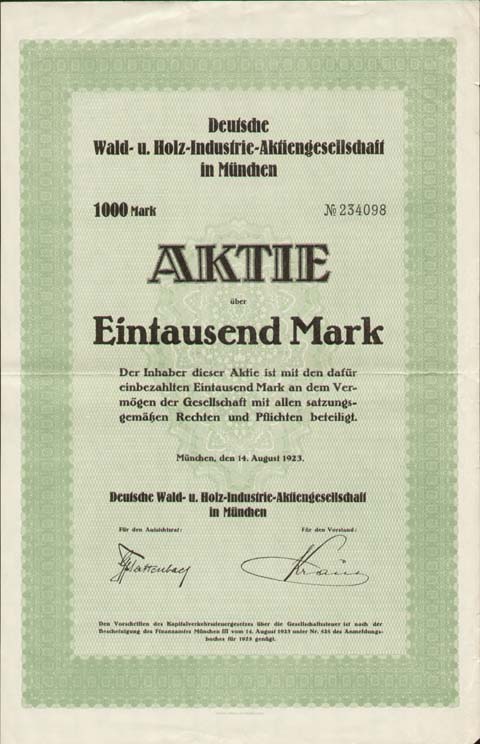 Deutsche
Wald- u. Holz-Industrie-Aktiengesellschaft
in München
1000 Mark
№ 234098
AKTIE
über
Eintausend Mark
Der Inhaber dieser Aktie ist mit den dafür
einbezahlten Eintausend Mark an dem Ver-
mögen der Gesellschaft mit allen satzungs-
gemäßen Rechten und Pflichten beteiligt.
München, den 14. August 1923.
Deutsche Wald- u. Holz-Industrie-Aktiengesellschaft
in München
Für den Aufsichtsrat:
Für den Vorstand:
Kraus
Den Vorschriften des Kapitalverkehrssteuergesetzes über die Gesellschaftssteuer ist nach der
Bescheinigung des Finanzamtes München III vom 14. August 1923 unter Nr. 425 des Anmeldungs-
buches für 1923 genügt.